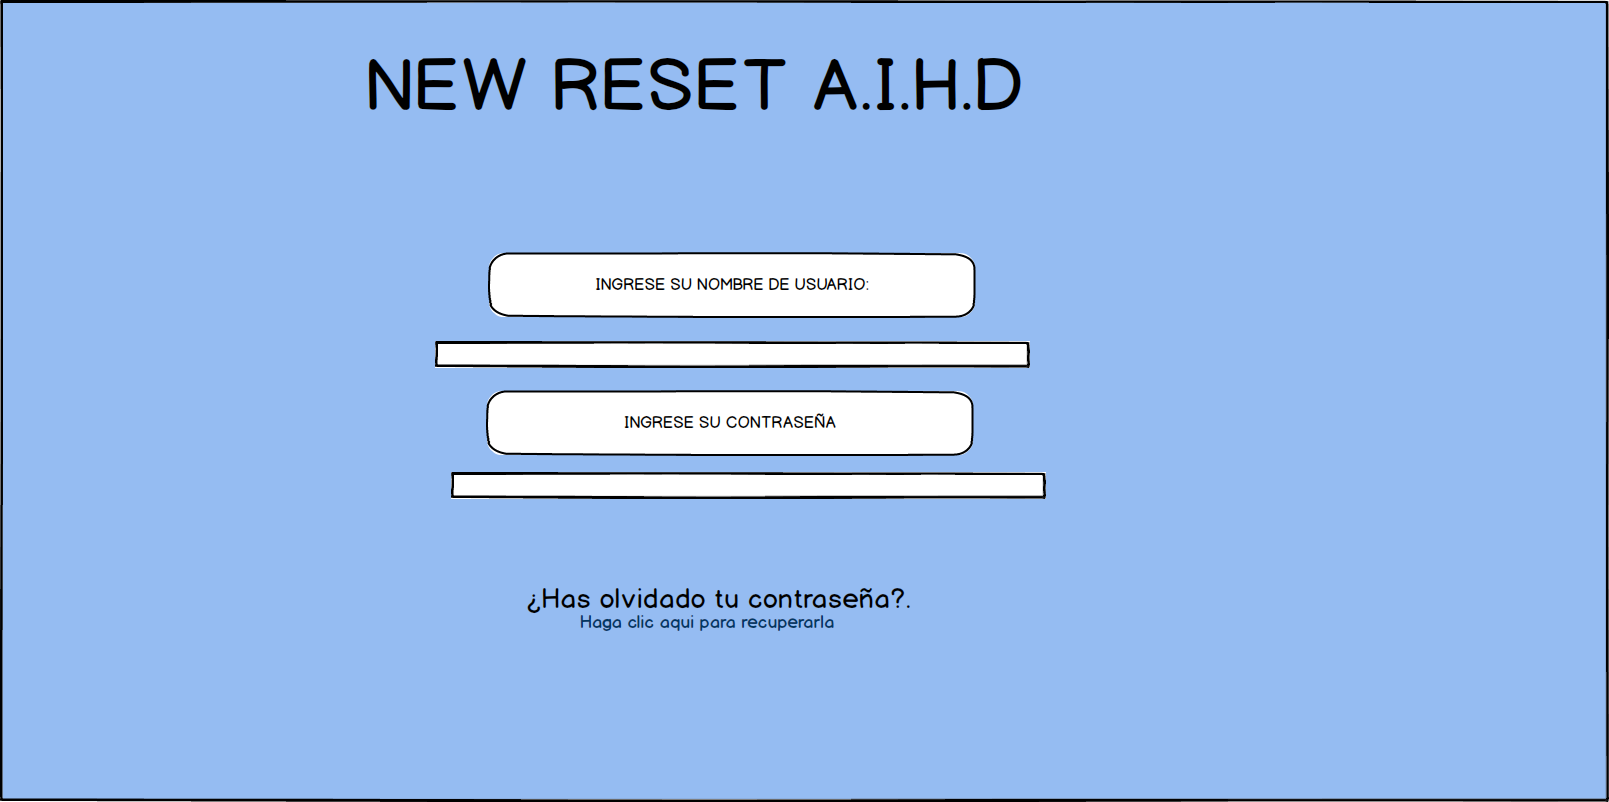 NEW RESET A.I.H.D
INGRESE SU NOMBRE DE USUARIO:
INGRESE SU CONTRASEÑA
¿Has olvidado tu contraseña?.
Haga clic aqui para recuperarla